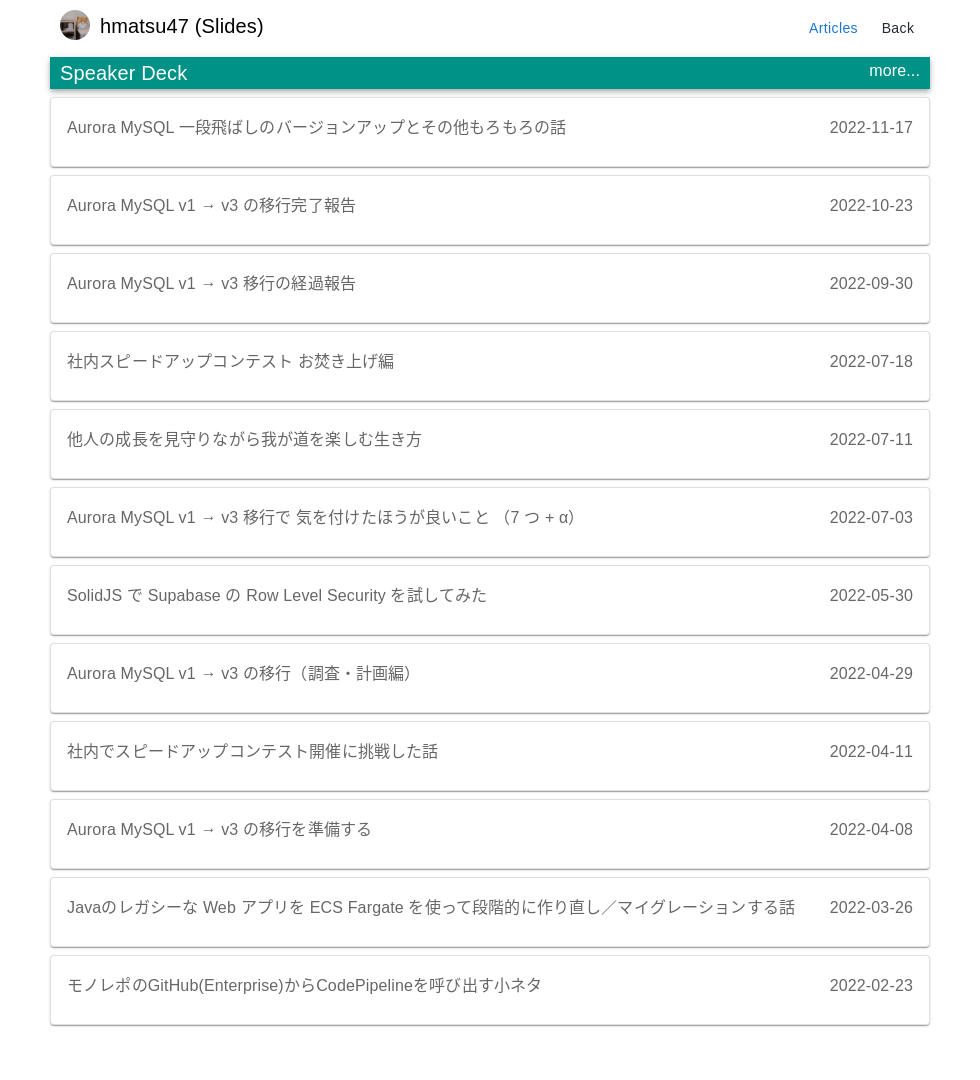 hmatsu47 (Slides)
Articles Back
Speaker Deck more...
Aurora MySQL 一段飛ばしのバージョンアップとその他もろもろの話 2022-11-17
Aurora MySQL v1 → v3 の移行完了報告 2022-10-23
Aurora MySQL v1 → v3 移行の経過報告 2022-09-30
社内スピードアップコンテスト お焚き上げ編 2022-07-18
他人の成長を見守りながら我が道を楽しむ生き方 2022-07-11
Aurora MySQL v1 → v3 移行で 気を付けたほうが良いこと （7 つ + α） 2022-07-03
SolidJS で Supabase の Row Level Security を試してみた 2022-05-30
Aurora MySQL v1 → v3 の移行（調査・計画編） 2022-04-29
社内でスピードアップコンテスト開催に挑戦した話 2022-04-11
Aurora MySQL v1 → v3 の移行を準備する 2022-04-08
Javaのレガシーな Web アプリを ECS Fargate を使って段階的に作り直し／マイグレーションする話 2022-03-26
モノレポのGitHub(Enterprise)からCodePipelineを呼び出す小ネタ 2022-02-23